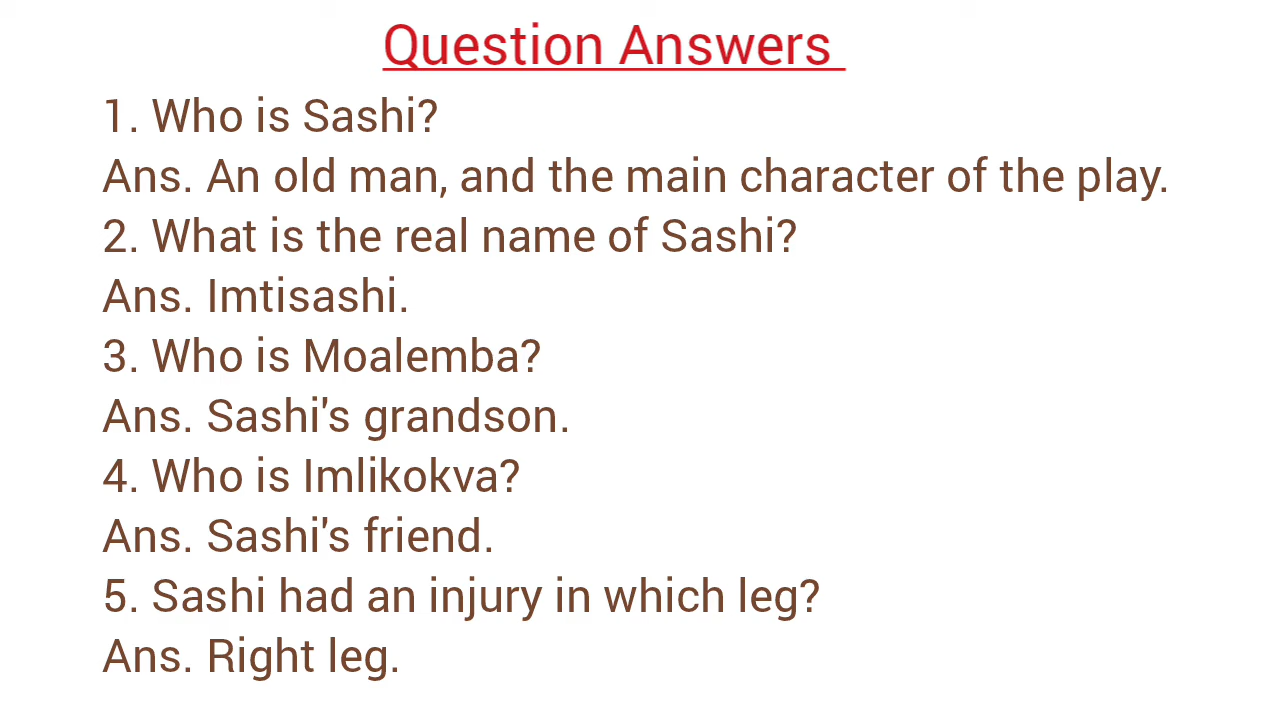 Question Answers
1. Who is Sashi?
Ans. An old man, and the main character of the play.
2. What is the real name of Sashi?
Ans. Imtisashi.
3. Who is Moalemba?
Ans. Sashi's grandson.
4. Who is Imlikokva?
Ans. Sashi's friend.
5. Sashi had an injury in which leg?
Ans. Right leg.